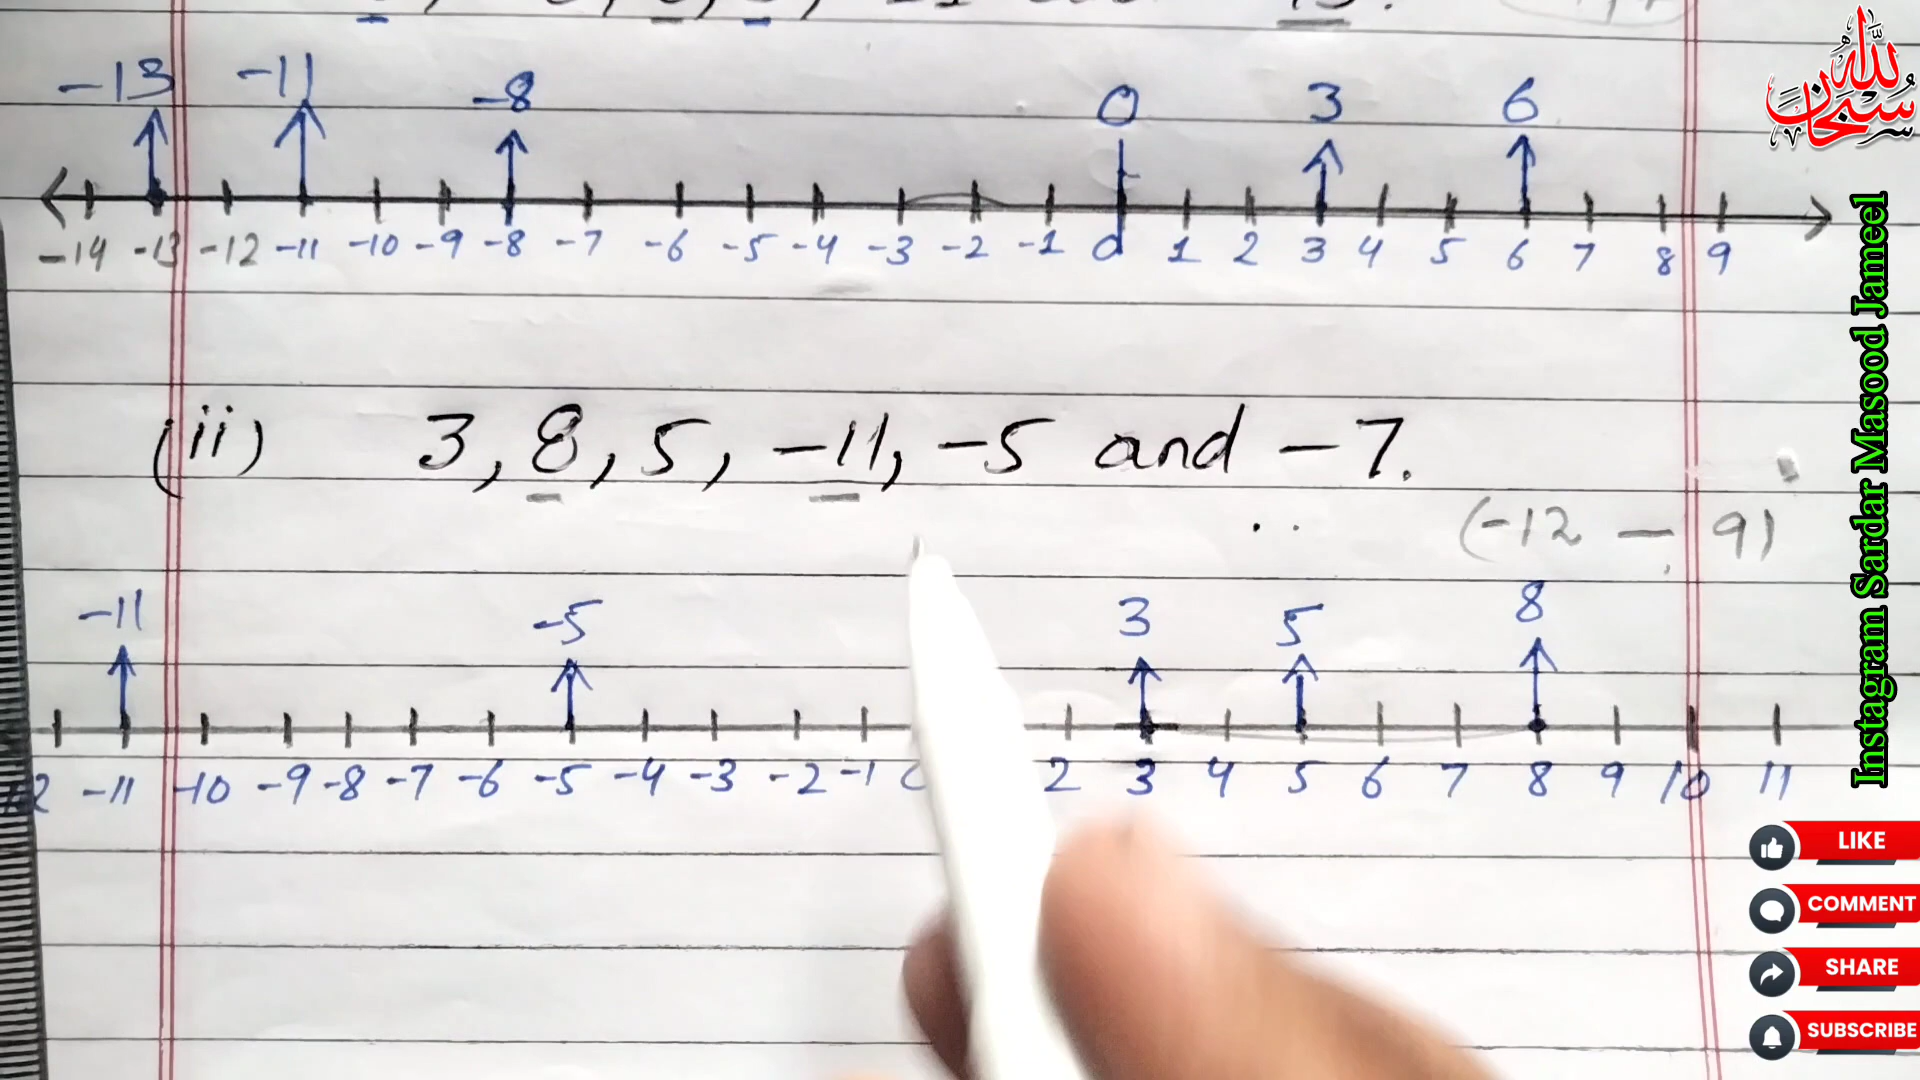 -13 -11 -8 0 3 6
-14 -13 -12 -11 -10 -9 -8 -7 -6 -5 -4 -3 -2 -1 0 1 2 3 4 5 6 7 8 9
(ii) 3, 8, 5, -11, -5 and -7.
(-12 — 9)
-11 -5 3 5 8
-11 -10 -9 -8 -7 -6 -5 -4 -3 -2 -1 2 3 4 5 6 7 8 9 10 11
سبحان الله
Instagram Sardar Masood Jameel
LIKE
COMMENT
SHARE
SUBSCRIBE